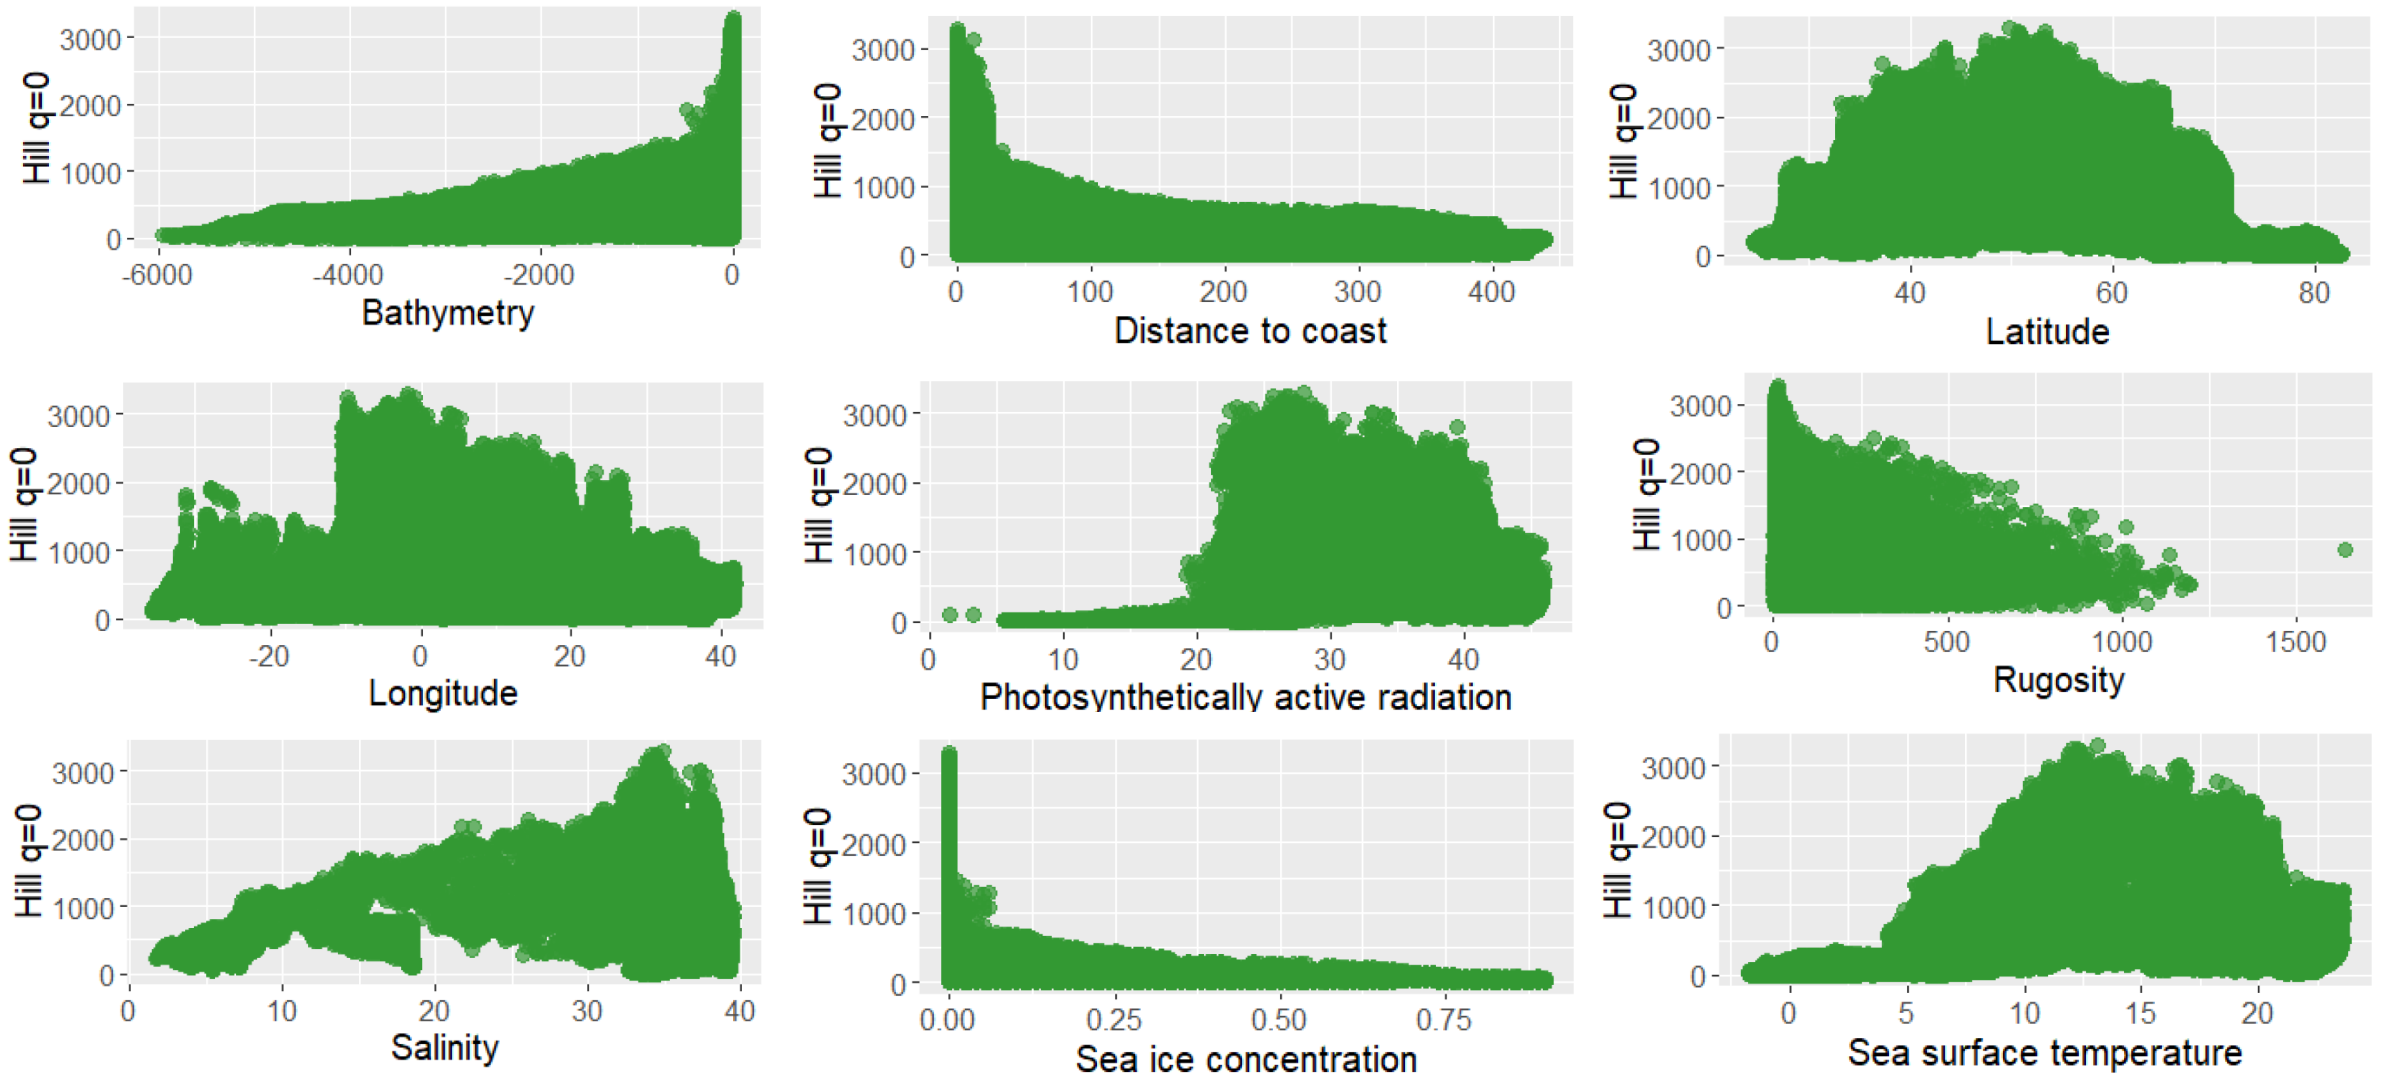 Hill q=0
3000
2000
1000
0
-6000 -4000 -2000 0
Bathymetry
Hill q=0
3000
2000
1000
0
0 100 200 300 400
Distance to coast
Hill q=0
3000
2000
1000
0
40 60 80
Latitude
Hill q=0
3000
2000
1000
0
-20 0 20 40
Longitude
Hill q=0
3000
2000
1000
0
0 10 20 30 40
Photosynthetically active radiation
Hill q=0
3000
2000
1000
0
0 500 1000 1500
Rugosity
Hill q=0
3000
2000
1000
0
0 10 20 30 40
Salinity
Hill q=0
3000
2000
1000
0
0.00 0.25 0.50 0.75
Sea ice concentration
Hill q=0
3000
2000
1000
0
0 5 10 15 20
Sea surface temperature